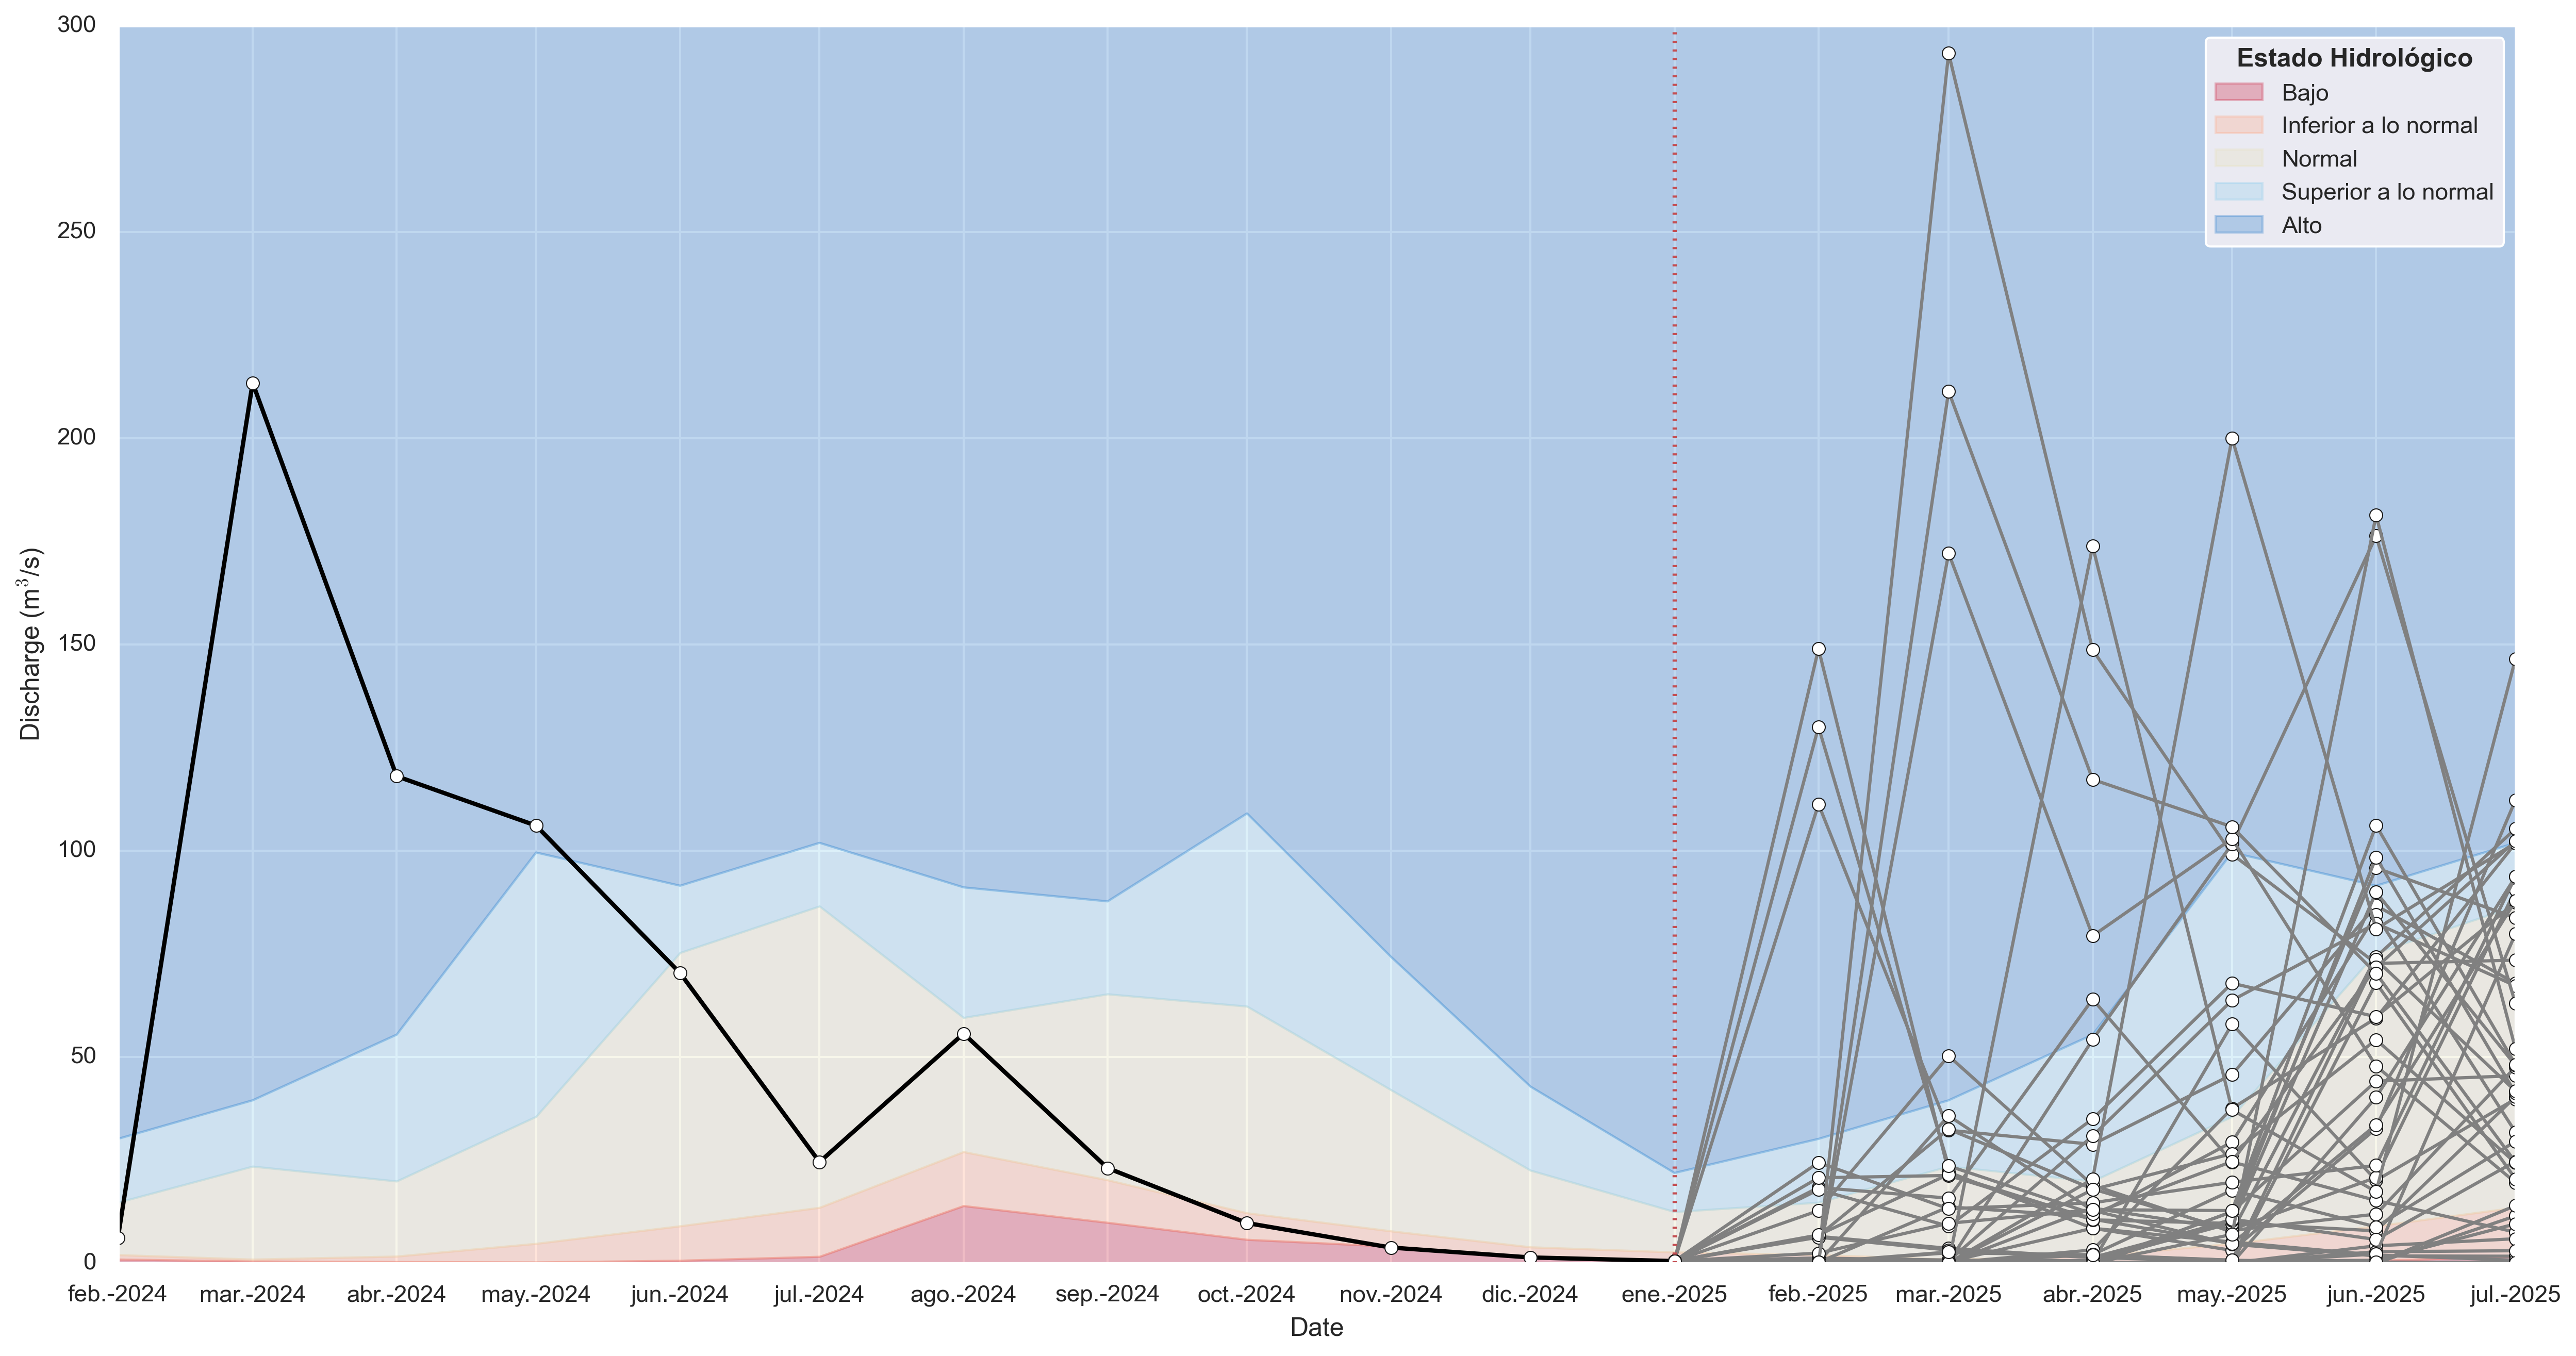 300
250
200
150
100
50
0
Discharge (m³/s)
Estado Hidrológico
Bajo
Inferior a lo normal
Normal
Superior a lo normal
Alto
feb.-2024 mar.-2024 abr.-2024 may.-2024 jun.-2024 jul.-2024 ago.-2024 sep.-2024 oct.-2024 nov.-2024 dic.-2024 ene.-2025 feb.-2025 mar.-2025 abr.-2025 may.-2025 jun.-2025 jul.-2025
Date